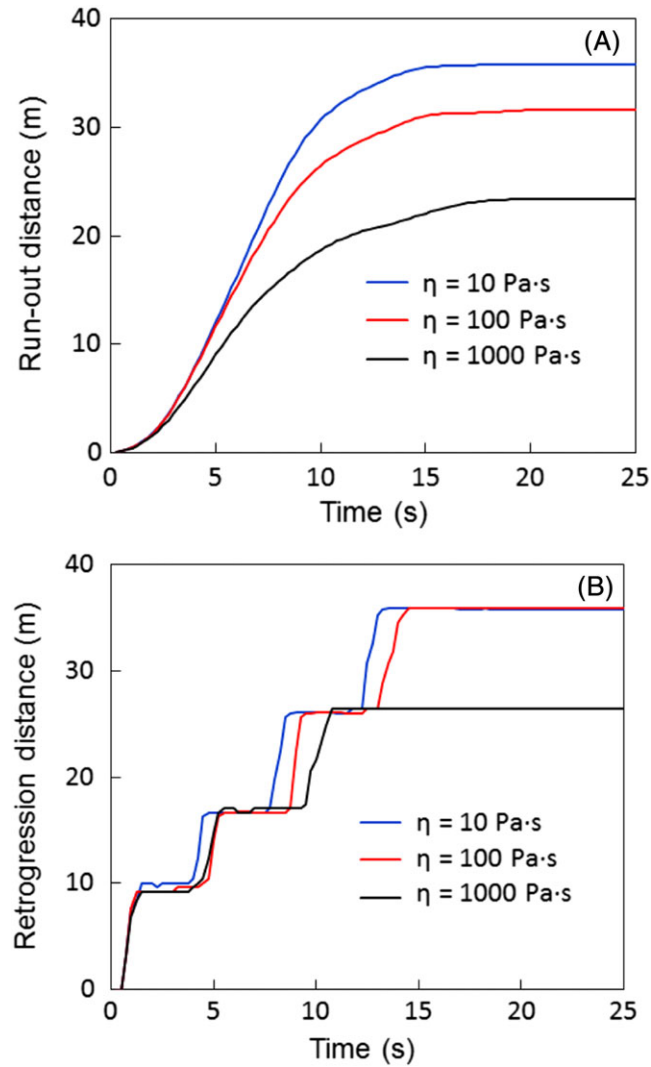 (A)
Run-out distance (m)
40
30
20
10
0
η = 10 Pa·s
η = 100 Pa·s
η = 1000 Pa·s
0 5 10 15 20 25
Time (s)
(B)
Retrogression distance (m)
40
30
20
10
0
η = 10 Pa·s
η = 100 Pa·s
η = 1000 Pa·s
0 5 10 15 20 25
Time (s)